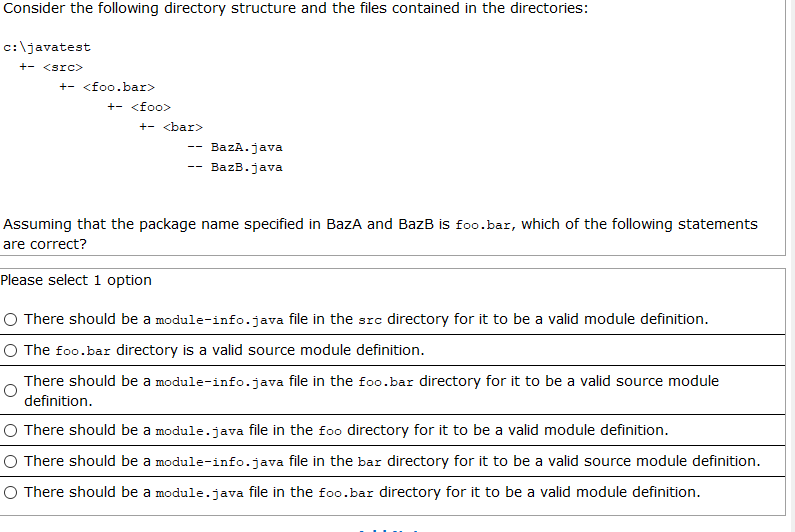 Consider the following directory structure and the files contained in the directories:
c:\javatest
+- <src>
+- <foo.bar>
+- <foo>
+- <bar>
-- BazA.java
-- BazB.java
Assuming that the package name specified in BazA and BazB is foo.bar, which of the following statements
are correct?
Please select 1 option
There should be a module-info.java file in the src directory for it to be a valid module definition.
The foo.bar directory is a valid source module definition.
There should be a module-info.java file in the foo.bar directory for it to be a valid source module
definition.
There should be a module.java file in the foo directory for it to be a valid module definition.
There should be a module-info.java file in the bar directory for it to be a valid source module definition.
There should be a module.java file in the foo.bar directory for it to be a valid module definition.